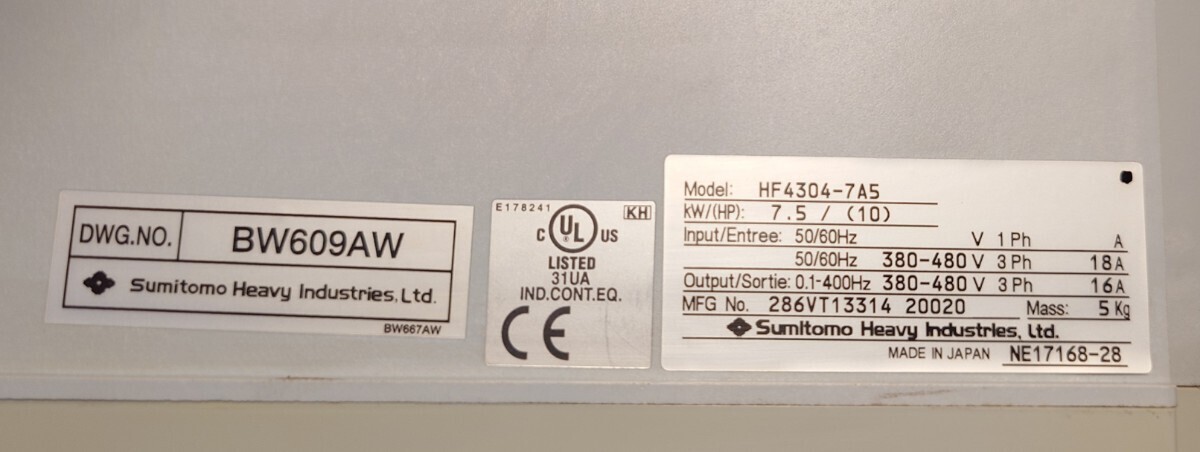 DWG.NO. BW609AW
Sumitomo Heavy Industries, Ltd.
BW667AW
E178241 KH
C UL US
®
LISTED
31UA
IND.CONT.EQ.
CE
Model: HF4304-7A5
kW/(HP): 7.5 / (10)
Input/Entree: 50/60Hz V 1 Ph A
50/60Hz 380-480 V 3 Ph 18 A
Output/Sortie: 0.1-400Hz 380-480 V 3 Ph 16 A
MFG No. 286VT13314 20020 Mass: 5 Kg
Sumitomo Heavy Industries, Ltd.
MADE IN JAPAN NE17168-28